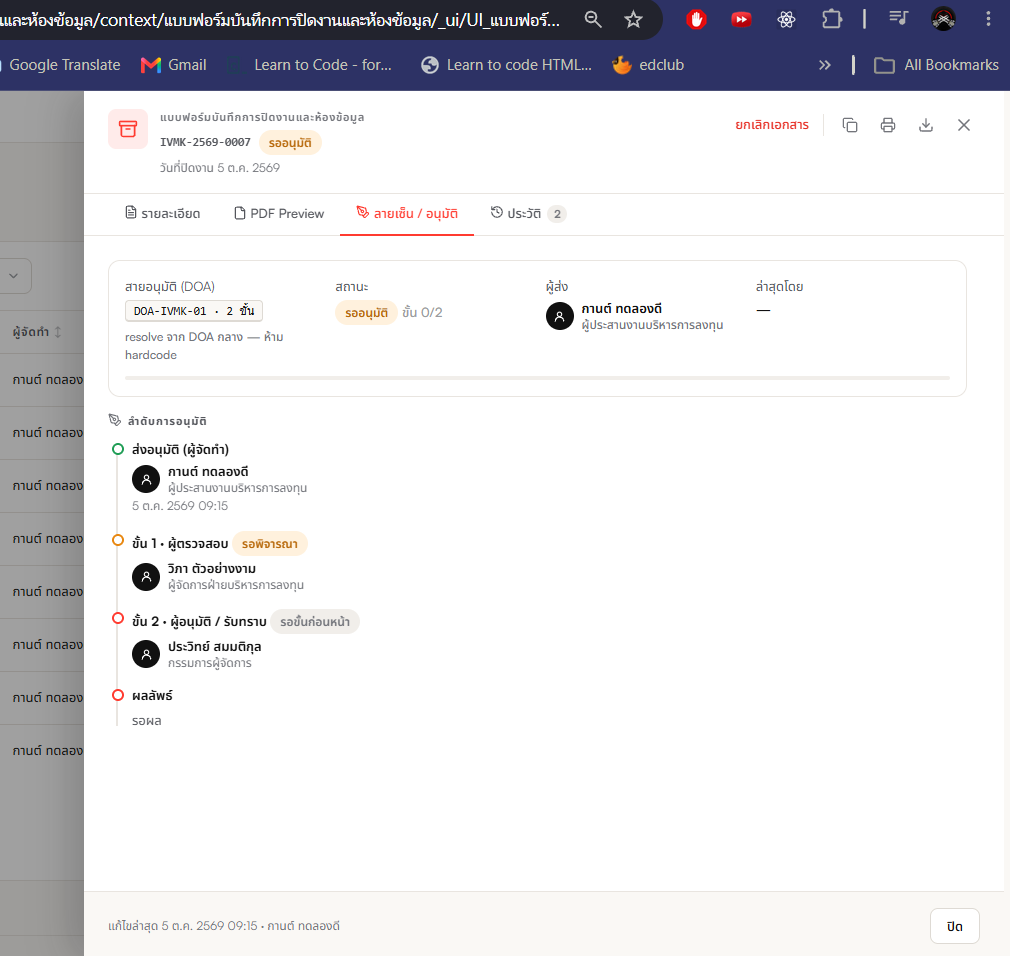 นและห้องข้อมูล/context/แบบฟอร์มบันทึกการปิดงานและห้องข้อมูล/_ui/UI_แบบฟอร์...
Google Translate Gmail Learn to Code - for... Learn to code HTML... edclub » All Bookmarks
แบบฟอร์มบันทึกการปิดงานและห้องข้อมูล
IVMK-2569-0007 รออนุมัติ
วันที่ปิดงาน 5 ต.ค. 2569
ยกเลิกเอกสาร
รายละเอียด PDF Preview ลายเซ็น / อนุมัติ ประวัติ 2
สายอนุมัติ (DOA) สถานะ ผู้ส่ง ล่าสุดโดย
DOA-IVMK-01 · 2 ขั้น รออนุมัติ ขั้น 0/2 กานต์ ทดลองดี —
ผู้ประสานงานบริหารการลงทุน
resolve จาก DOA กลาง — ห้าม
hardcode
ผู้จัดทำ
กานต์ ทดลอง
กานต์ ทดลอง
กานต์ ทดลอง
กานต์ ทดลอง
กานต์ ทดลอง
กานต์ ทดลอง
กานต์ ทดลอง
กานต์ ทดลอง
ลำดับการอนุมัติ
ส่งอนุมัติ (ผู้จัดทำ)
กานต์ ทดลองดี
ผู้ประสานงานบริหารการลงทุน
5 ต.ค. 2569 09:15
ขั้น 1 • ผู้ตรวจสอบ รอพิจารณา
วิภา ตัวอย่างงาม
ผู้จัดการฝ่ายบริหารการลงทุน
ขั้น 2 • ผู้อนุมัติ / รับทราบ รอขั้นก่อนหน้า
ประวิทย์ สมมติกุล
กรรมการผู้จัดการ
ผลลัพธ์
รอผล
แก้ไขล่าสุด 5 ต.ค. 2569 09:15 • กานต์ ทดลองดี
ปิด